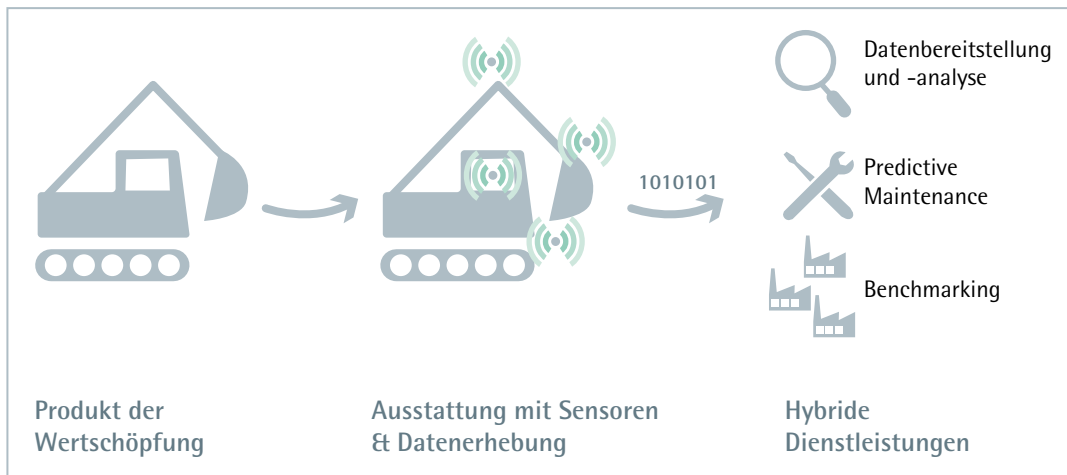 Datenbereitstellung
und -analyse
1010101
Predictive
Maintenance
Benchmarking
Produkt der
Wertschöpfung
Ausstattung mit Sensoren
& Datenerhebung
Hybride
Dienstleistungen